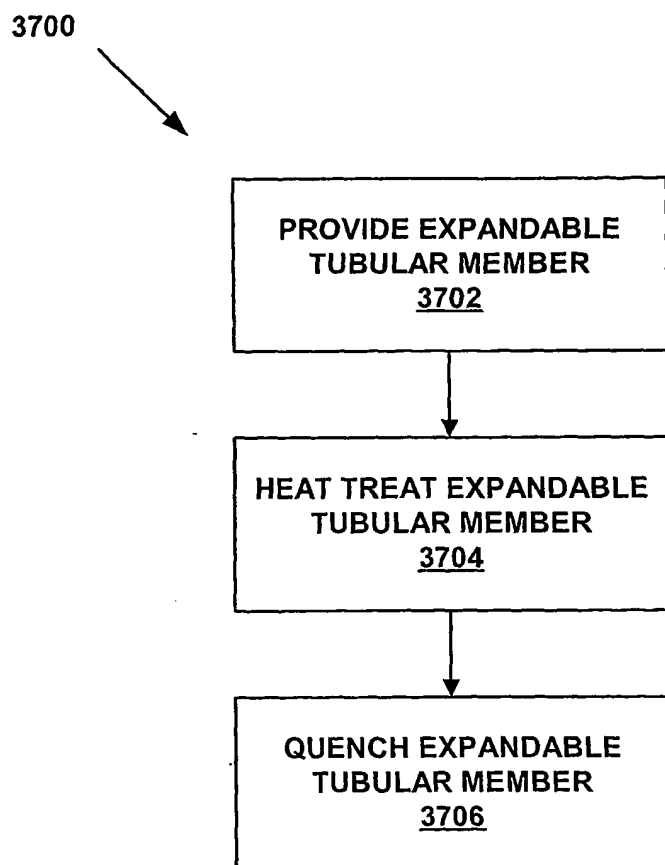 3700
PROVIDE EXPANDABLE
TUBULAR MEMBER
3702
HEAT TREAT EXPANDABLE
TUBULAR MEMBER
3704
QUENCH EXPANDABLE
TUBULAR MEMBER
3706